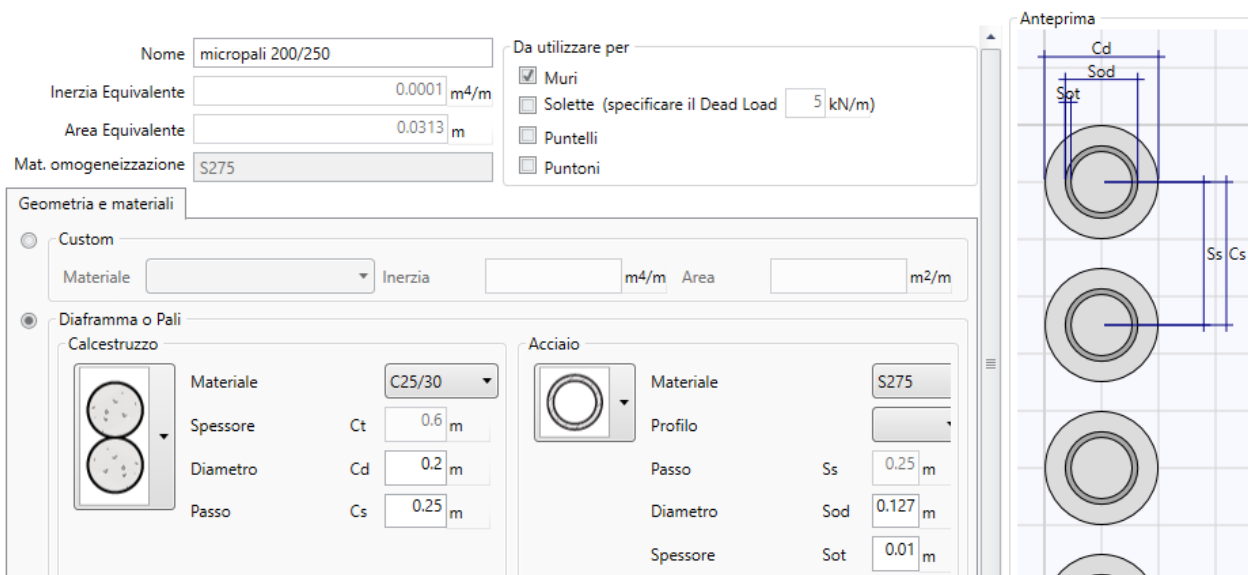 Nome micropali 200/250
Inerzia Equivalente 0.0001 m4/m
Area Equivalente 0.0313 m
Mat. omogeneizzazione S275
Da utilizzare per
Muri
Solette (specificare il Dead Load 5 kN/m)
Puntelli
Puntoni
Geometria e materiali
Custom
Materiale Inerzia m4/m Area m2/m
Diaframma o Pali
Calcestruzzo
Materiale C25/30
Spessore Ct 0.6 m
Diametro Cd 0.2 m
Passo Cs 0.25 m
Acciaio
Materiale S275
Profilo
Passo Ss 0.25 m
Diametro Sod 0.127 m
Spessore Sot 0.01 m
Anteprima
Cd
Sod
Sot
Ss Cs